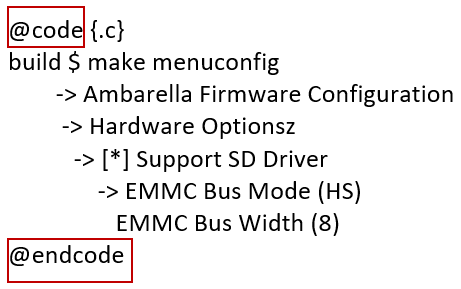 @code {.c}
build $ make menuconfig
-> Ambarella Firmware Configuration
-> Hardware Optionsz
-> [*] Support SD Driver
-> EMMC Bus Mode (HS)
EMMC Bus Width (8)
@endcode